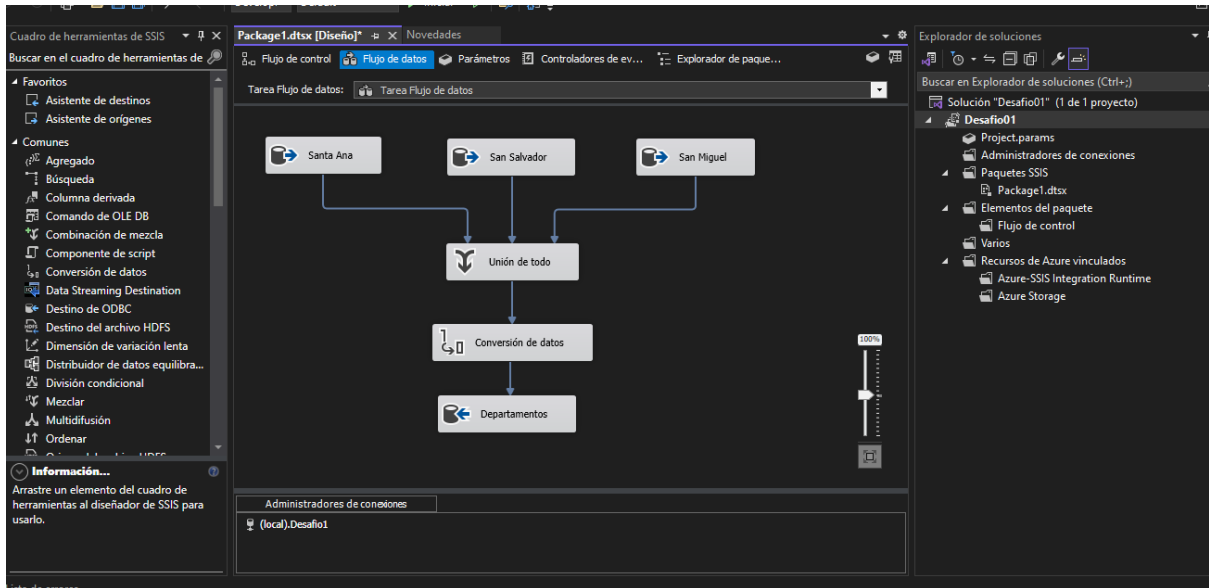 Cuadro de herramientas de SSIS
Buscar en el cuadro de herramientas de
Favoritos
Asistente de destinos
Asistente de orígenes
Comunes
Agregado
Búsqueda
Columna derivada
Comando de OLE DB
Combinación de mezcla
Componente de script
Conversión de datos
Data Streaming Destination
Destino de ODBC
Destino del archivo HDFS
Dimensión de variación lenta
Distribuidor de datos equilibra...
División condicional
Mezclar
Multidifusión
Ordenar
Información...
Arrastre un elemento del cuadro de
herramientas al diseñador de SSIS para
usarlo.
Package1.dtsx [Diseño]*
Novedades
Flujo de control
Flujo de datos
Parámetros
Controladores de ev...
Explorador de paque...
Tarea Flujo de datos:
Tarea Flujo de datos
Santa Ana
San Salvador
San Miguel
Unión de todo
Conversión de datos
Departamentos
100%
Administradores de conexiones
(local).Desafio1
Explorador de soluciones
Buscar en Explorador de soluciones (Ctrl+;)
Solución "Desafio01" (1 de 1 proyecto)
Desafio01
Project.params
Administradores de conexiones
Paquetes SSIS
Package1.dtsx
Elementos del paquete
Flujo de control
Varios
Recursos de Azure vinculados
Azure-SSIS Integration Runtime
Azure Storage